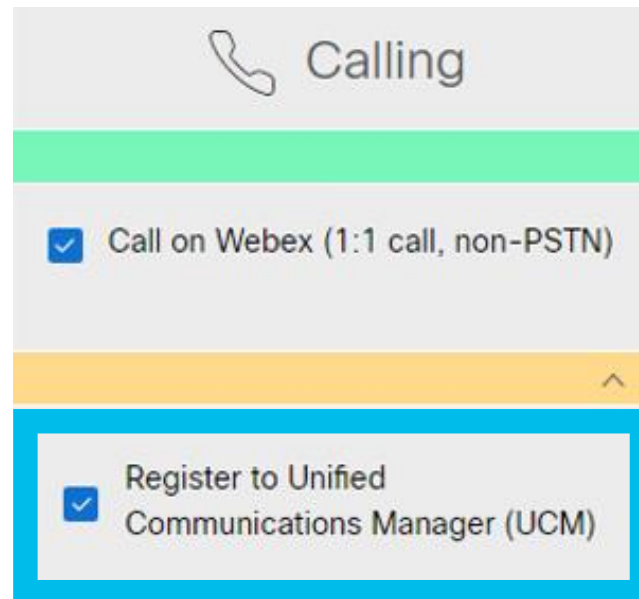 Calling
Call on Webex (1:1 call, non-PSTN)
Register to Unified
Communications Manager (UCM)